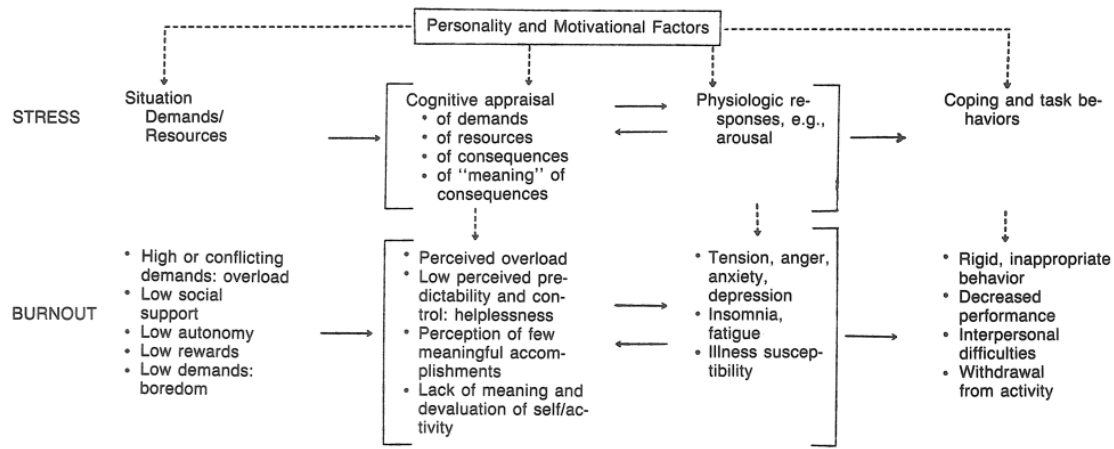 Personality and Motivational Factors
STRESS
Situation
Demands/
Resources
Cognitive appraisal
• of demands
• of resources
• of consequences
• of "meaning" of
consequences
Physiologic re-
sponses, e.g.,
arousal
Coping and task be-
haviors
BURNOUT
• High or conflicting
demands: overload
• Low social
support
• Low autonomy
• Low rewards
• Low demands:
boredom
• Perceived overload
• Low perceived pre-
dictability and con-
trol: helplessness
• Perception of few
meaningful accom-
plishments
• Lack of meaning and
devaluation of self/ac-
tivity
• Tension, anger,
anxiety,
depression
• Insomnia,
fatigue
• Illness suscep-
tibility
• Rigid, inappropriate
behavior
• Decreased
performance
• Interpersonal
difficulties
• Withdrawal
from activity